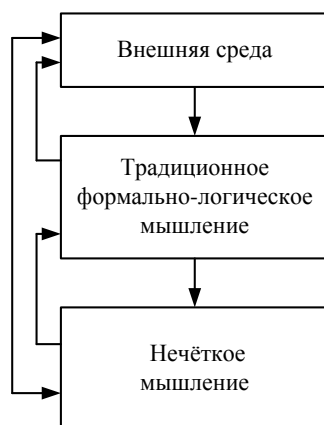 Внешняя среда
Традиционное
формально-логическое
мышление
Нечёткое
мышление